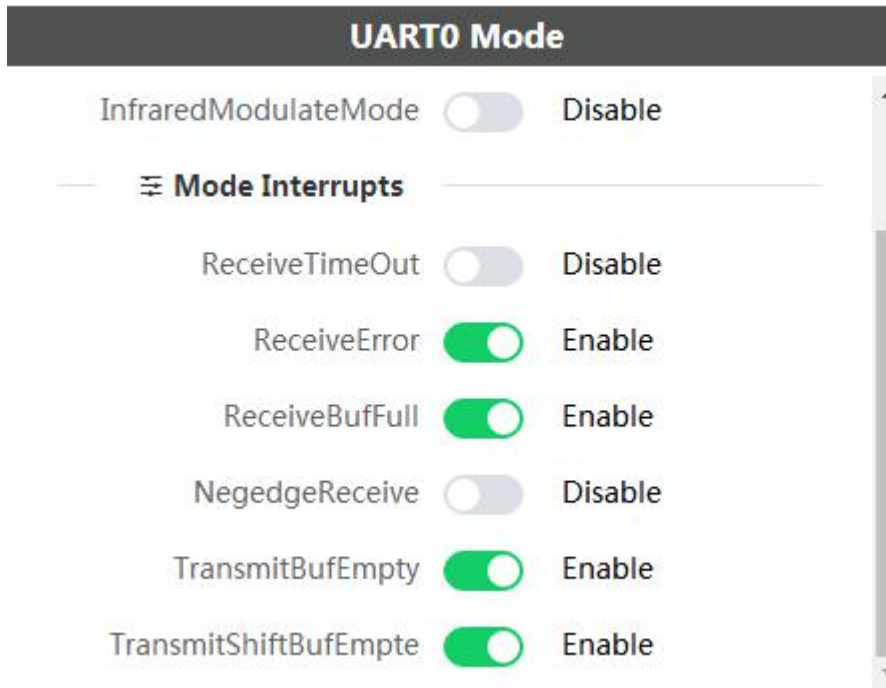 UART0 Mode
InfraredModulateMode Disable
Mode Interrupts
ReceiveTimeOut Disable
ReceiveError Enable
ReceiveBufFull Enable
NegedgeReceive Disable
TransmitBufEmpty Enable
TransmitShiftBufEmpte Enable